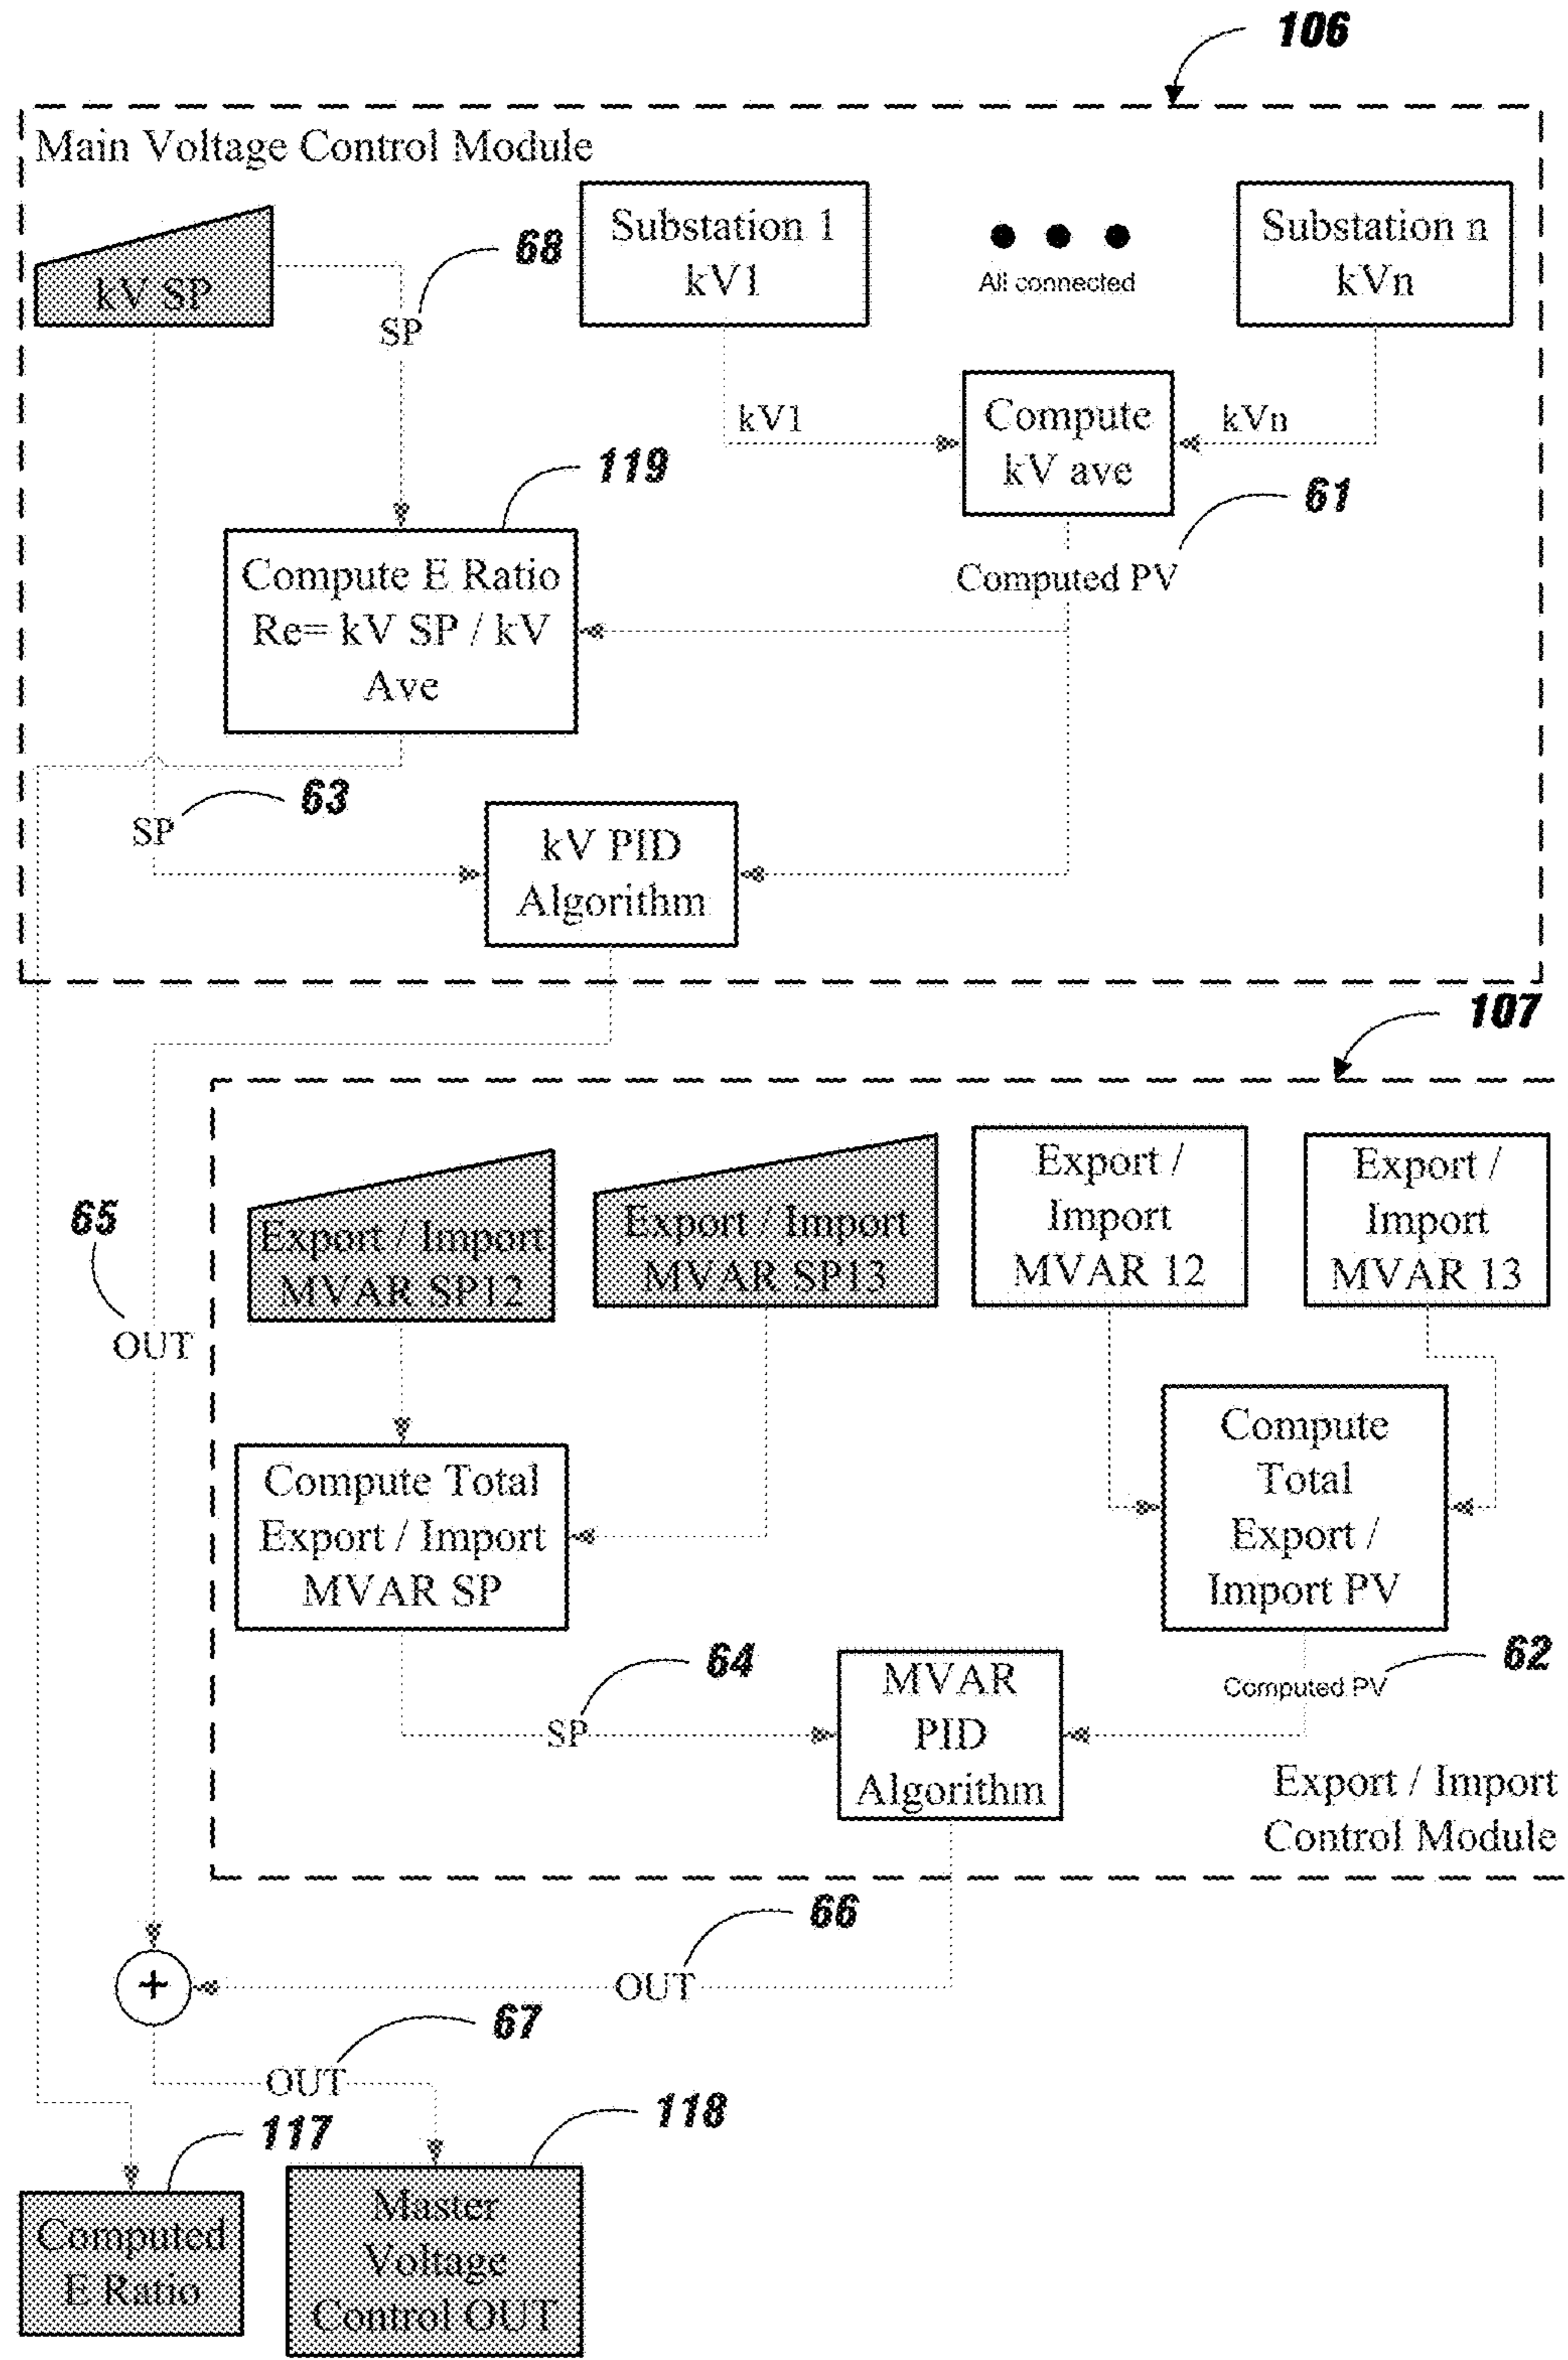 106
Main Voltage Control Module
kV SP
68
SP
Substation 1
kV1
All connected
Substation n
kVn
kV1
Compute
kV ave
kVn
119
61
Compute E Ratio
Re= kV SP / kV
Ave
Computed PV
63
SP
kV PID
Algorithm
107
65
OUT
Export / Import
MVAR SP12
Export / Import
MVAR SP13
Export /
Import
MVAR 12
Export /
Import
MVAR 13
Compute Total
Export / Import
MVAR SP
Compute
Total
Export /
Import PV
64
SP
MVAR
PID
Algorithm
62
Computed PV
Export / Import
Control Module
66
+
OUT
67
OUT
117
118
Computed
E Ratio
Master
Voltage
Control OUT